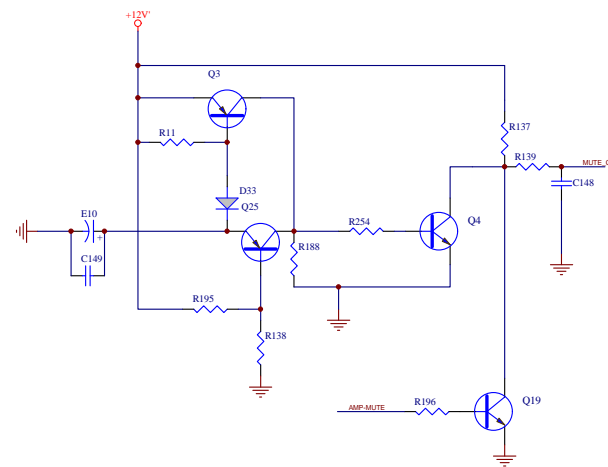 +12V'
Q3
R137
R11
R139
MUTE_
C148
D33
Q25
E10
+
R254
Q4
R188
C149
R195
R138
R196
AMP-MUTE
Q19